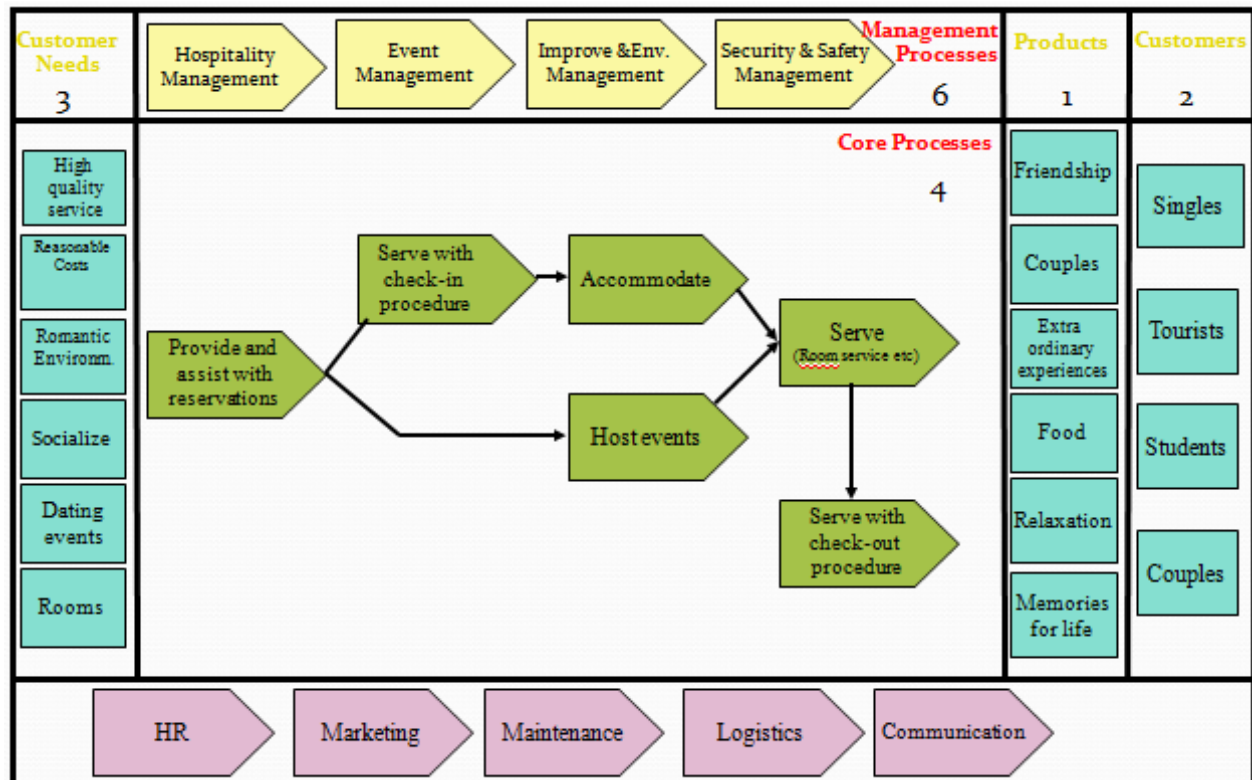 Customer
Needs
3
Hospitality
Management
Event
Management
Improve &Env.
Management
Security & Safety
Management
Management
Processes
6
Products
1
Customers
2
High
quality
service
Reasonable
Costs
Romantic
Environm.
Socialize
Dating
events
Rooms
Core Processes
4
Provide and
assist with
reservations
Serve with
check-in
procedure
Accommodate
Host events
Serve
(Room service etc)
Serve with
check-out
procedure
Friendship
Couples
Extra
ordinary
experiences
Food
Relaxation
Memories
for life
Singles
Tourists
Students
Couples
HR
Marketing
Maintenance
Logistics
Communication